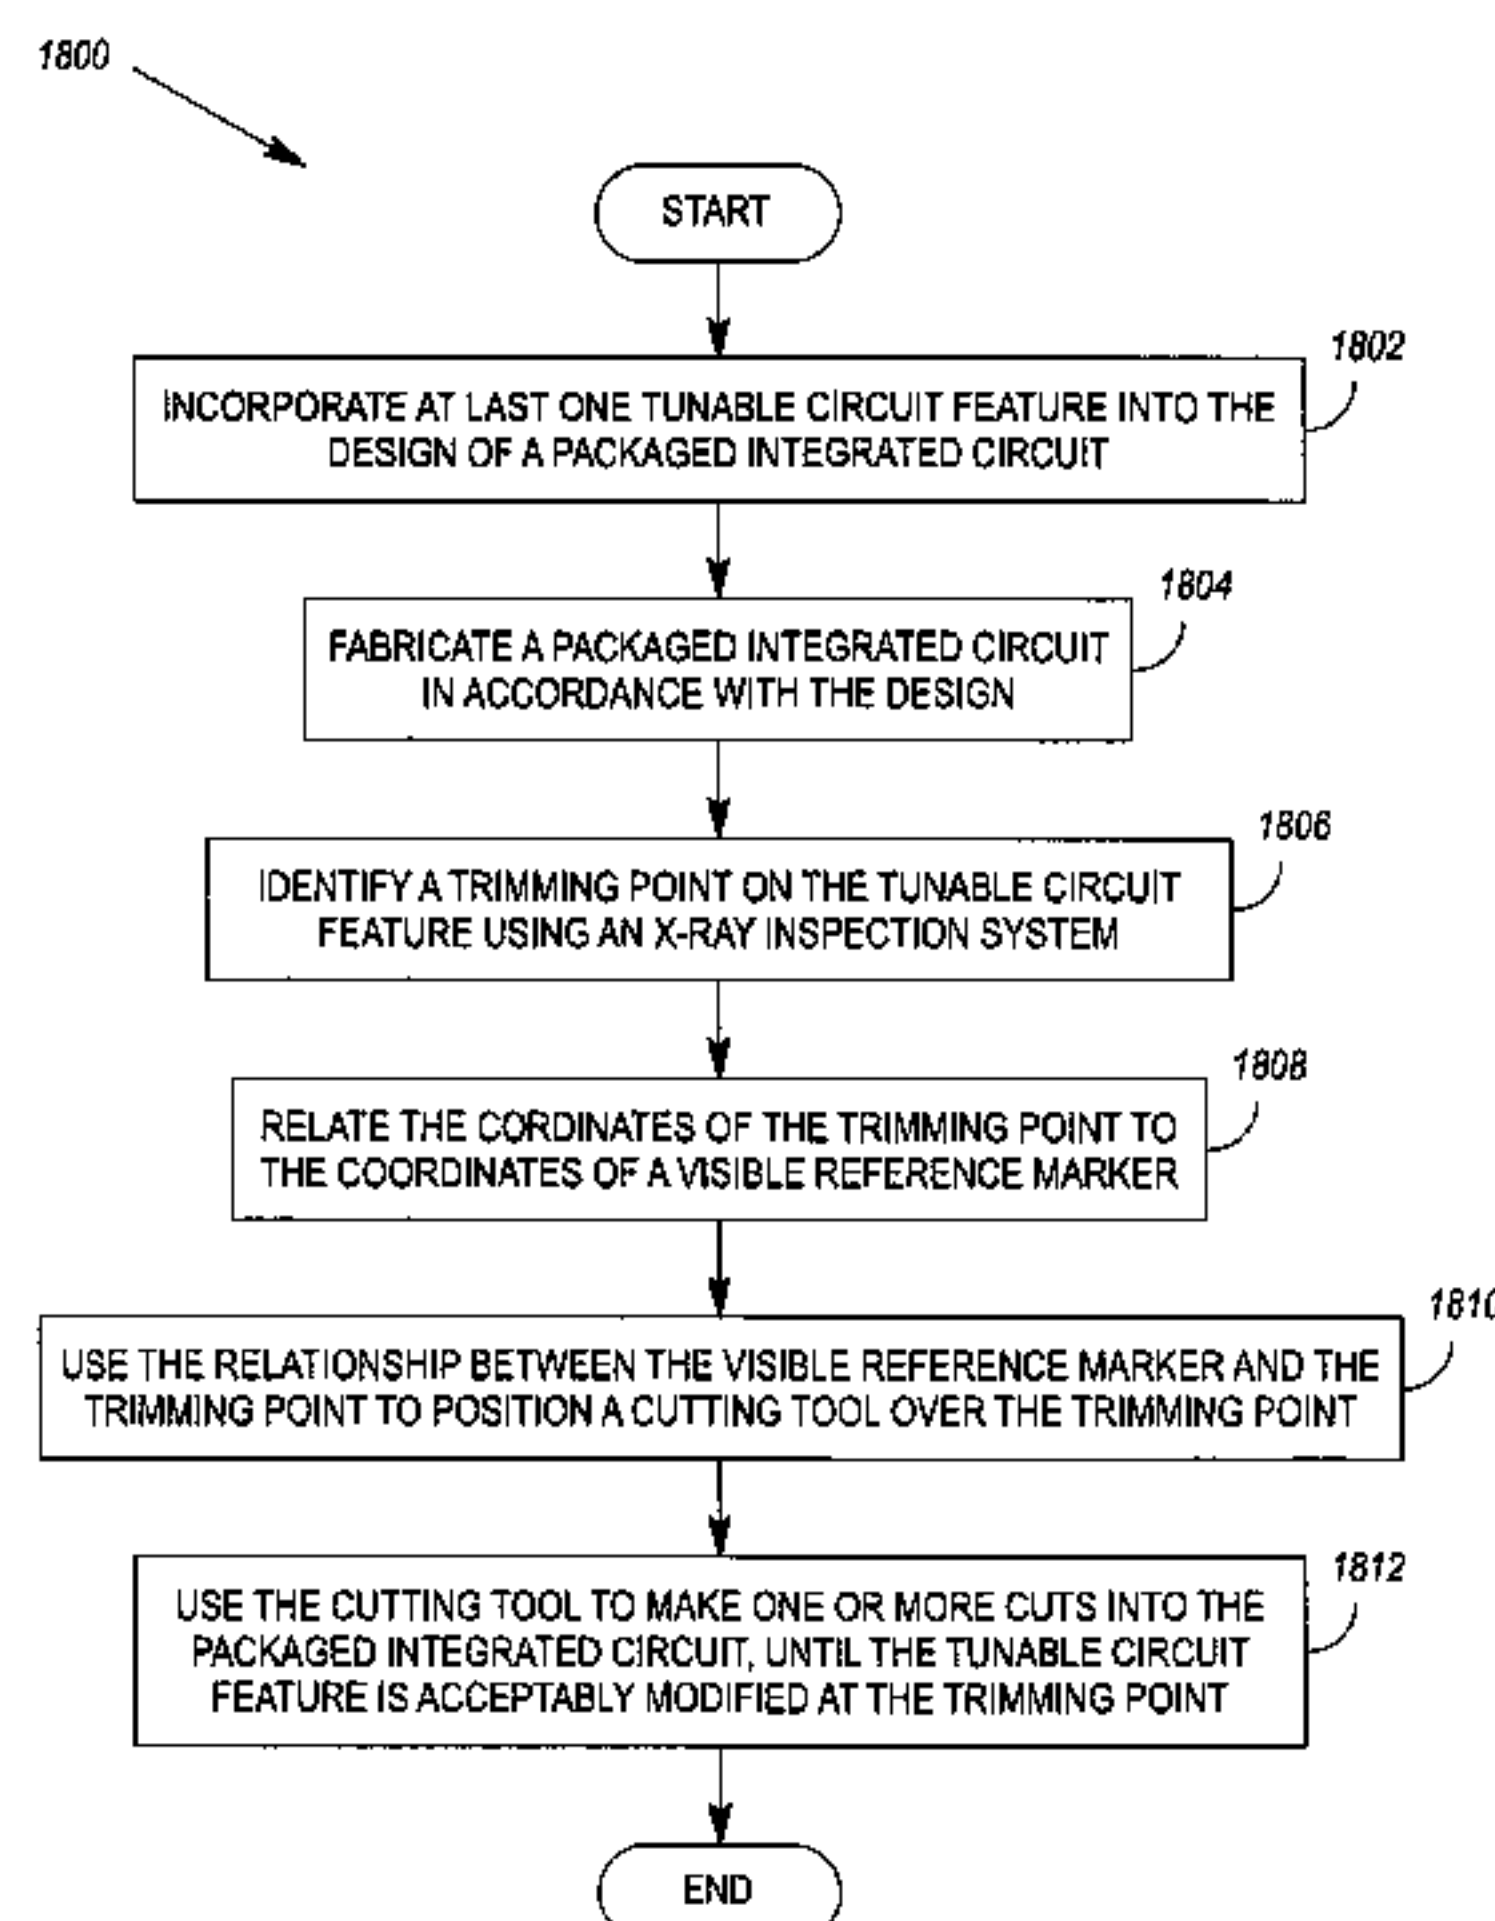 1800
START
1802
INCORPORATE AT LAST ONE TUNABLE CIRCUIT FEATURE INTO THE
DESIGN OF A PACKAGED INTEGRATED CIRCUIT
1804
FABRICATE A PACKAGED INTEGRATED CIRCUIT
IN ACCORDANCE WITH THE DESIGN
1806
IDENTIFY A TRIMMING POINT ON THE TUNABLE CIRCUIT
FEATURE USING AN X-RAY INSPECTION SYSTEM
1808
RELATE THE CORDINATES OF THE TRIMMING POINT TO
THE COORDINATES OF A VISIBLE REFERENCE MARKER
1810
USE THE RELATIONSHIP BETWEEN THE VISIBLE REFERENCE MARKER AND THE
TRIMMING POINT TO POSITION A CUTTING TOOL OVER THE TRIMMING POINT
1812
USE THE CUTTING TOOL TO MAKE ONE OR MORE CUTS INTO THE
PACKAGED INTEGRATED CIRCUIT, UNTIL THE TUNABLE CIRCUIT
FEATURE IS ACCEPTABLY MODIFIED AT THE TRIMMING POINT
END